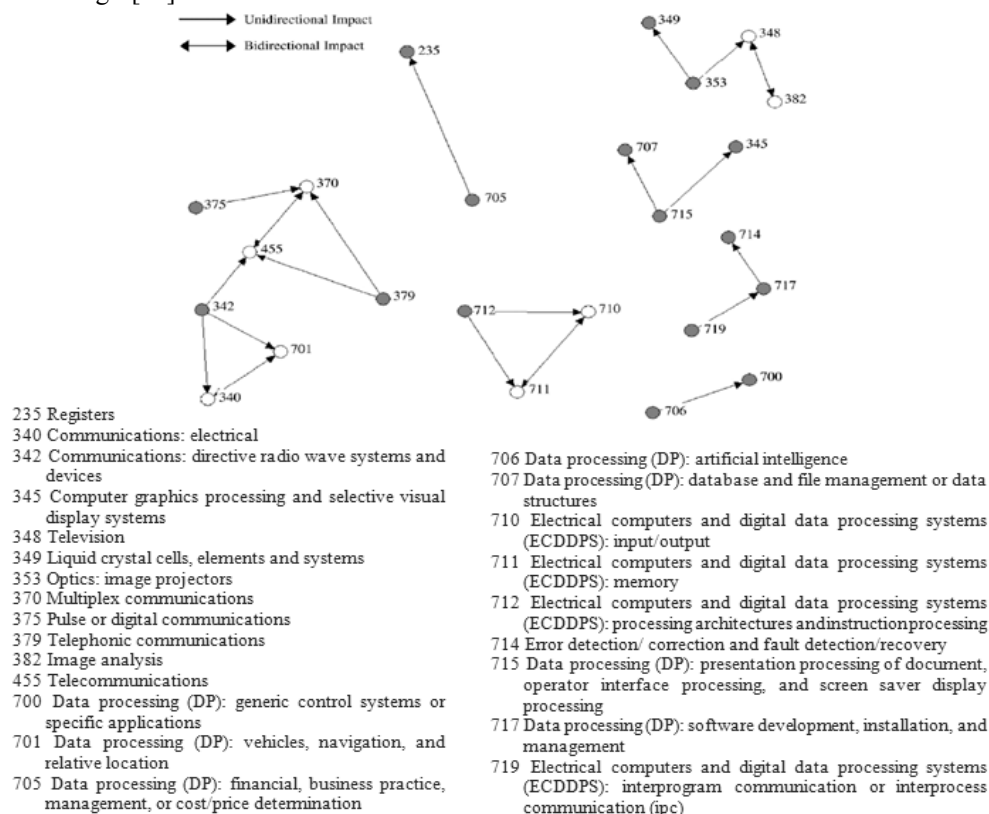 Unidirectional Impact
Bidirectional Impact
235
349
348
353
382
707
345
370
375
705
715
455
714
379
717
342
712
710
719
701
711
700
340
706
235 Registers
340 Communications: electrical
342 Communications: directive radio wave systems and
devices
345 Computer graphics processing and selective visual
display systems
348 Television
349 Liquid crystal cells, elements and systems
353 Optics: image projectors
370 Multiplex communications
375 Pulse or digital communications
379 Telephonic communications
382 Image analysis
455 Telecommunications
700 Data processing (DP): generic control systems or
specific applications
701 Data processing (DP): vehicles, navigation, and
relative location
705 Data processing (DP): financial, business practice,
management, or cost/price determination
706 Data processing (DP): artificial intelligence
707 Data processing (DP): database and file management or data
structures
710 Electrical computers and digital data processing systems
(ECDDPS): input/output
711 Electrical computers and digital data processing systems
(ECDDPS): memory
712 Electrical computers and digital data processing systems
(ECDDPS): processing architectures and instruction processing
714 Error detection/ correction and fault detection/recovery
715 Data processing (DP): presentation processing of document,
operator interface processing, and screen saver display
processing
717 Data processing (DP): software development, installation, and
management
719 Electrical computers and digital data processing systems
(ECDDPS): interprogram communication or interprocess
communication (ipc)